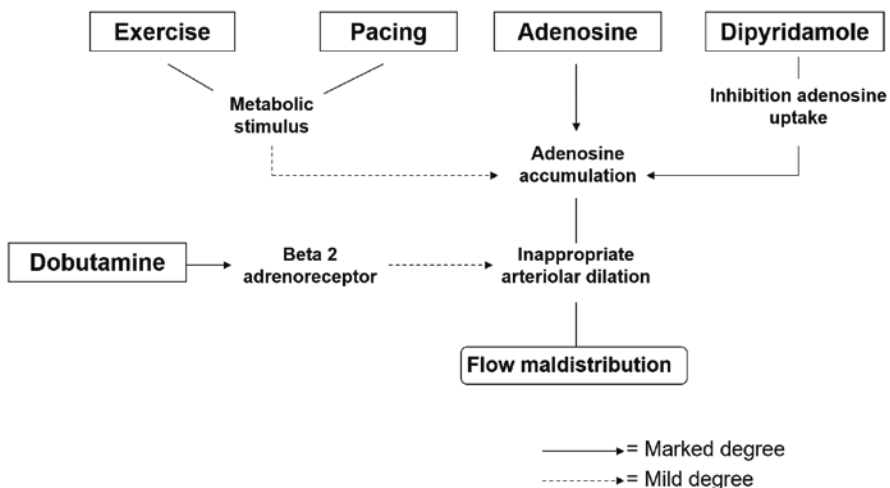 Exercise
Pacing
Adenosine
Dipyridamole
Metabolic
stimulus
Inhibition adenosine
uptake
Adenosine
accumulation
Dobutamine
Beta 2
adrenoreceptor
Inappropriate
arteriolar dilation
Flow maldistribution
= Marked degree
= Mild degree